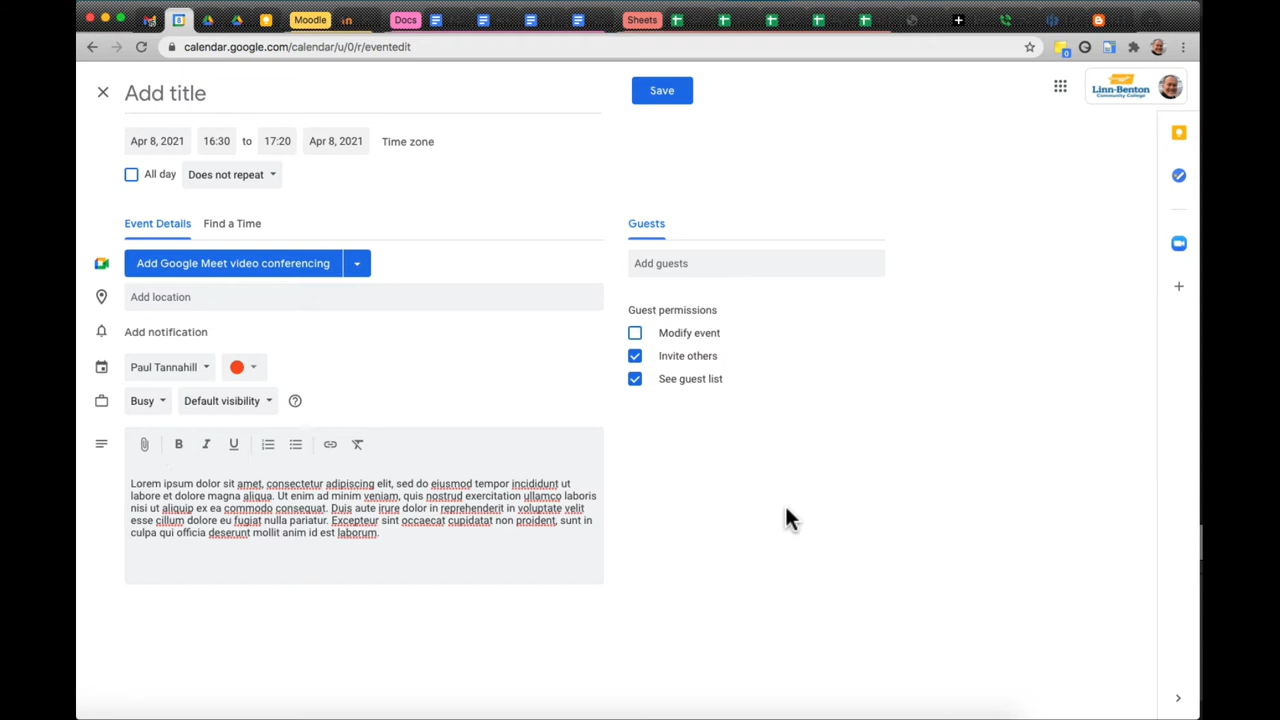 Moodle
Docs
Sheets
calendar.google.com/calendar/u/0/r/eventedit
0
Add title
Save
Linn-Benton
Community College
Apr 8, 2021 16:30 to 17:20 Apr 8, 2021 Time zone
All day Does not repeat
Event Details Find a Time
Guests
Add Google Meet video conferencing
Add guests
Add location
Guest permissions
Add notification
Modify event
Invite others
Paul Tannahill
See guest list
Busy Default visibility
B I U
Lorem ipsum dolor sit amet, consectetur adipiscing elit, sed do eiusmod tempor incididunt ut
labore et dolore magna aliqua. Ut enim ad minim veniam, quis nostrud exercitation ullamco laboris
nisi ut aliquip ex ea commodo consequat. Duis aute irure dolor in reprehenderit in voluptate velit
esse cillum dolore eu fugiat nulla pariatur. Excepteur sint occaecat cupidatat non proident, sunt in
culpa qui officia deserunt mollit anim id est laborum.